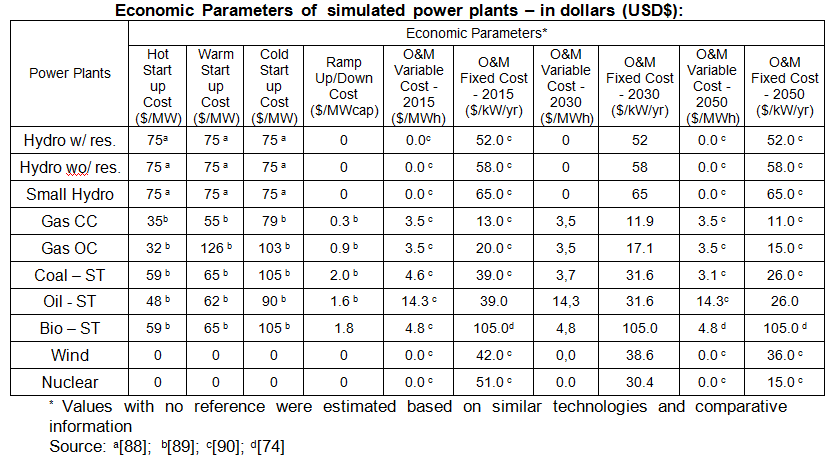 Economic Parameters of simulated power plants – in dollars (USD$):
Power Plants
Economic Parameters*
Hot Start up Cost ($/MW)
Warm Start up Cost ($/MW)
Cold Start up Cost ($/MW)
Ramp Up/Down Cost ($/MWcap)
O&M Variable Cost - 2015 ($/MWh)
O&M Fixed Cost - 2015 ($/kW/yr)
O&M Variable Cost - 2030 ($/MWh)
O&M Fixed Cost - 2030 ($/kW/yr)
O&M Variable Cost - 2050 ($/MWh)
O&M Fixed Cost - 2050 ($/kW/yr)
Hydro w/ res. 75ᵃ 75 ᵃ 75 ᵃ 0 0.0ᶜ 52.0 ᶜ 0 52 0.0 ᶜ 52.0 ᶜ
Hydro wo/ res. 75 ᵃ 75 ᵃ 75 ᵃ 0 0.0 ᶜ 58.0 ᶜ 0 58 0.0 ᶜ 58.0 ᶜ
Small Hydro 75 ᵃ 75 ᵃ 75 ᵃ 0 0.0 ᶜ 65.0 ᶜ 0 65 0.0 ᶜ 65.0 ᶜ
Gas CC 35ᵇ 55 ᵇ 79 ᵇ 0.3 ᵇ 3.5 ᶜ 13.0 ᶜ 3,5 11.9 3.5 ᶜ 11.0 ᶜ
Gas OC 32 ᵇ 126 ᵇ 103 ᵇ 0.9 ᵇ 3.5 ᶜ 20.0 ᶜ 3,5 17.1 3.5 ᶜ 15.0 ᶜ
Coal – ST 59 ᵇ 65 ᵇ 105 ᵇ 2.0 ᵇ 4.6 ᶜ 39.0 ᶜ 3,7 31.6 3.1 ᶜ 26.0 ᶜ
Oil - ST 48 ᵇ 62 ᵇ 90 ᵇ 1.6 ᵇ 14.3 ᶜ 39.0 14,3 31.6 14.3ᶜ 26.0
Bio – ST 59 ᵇ 65 ᵇ 105 ᵇ 1.8 4.8 ᶜ 105.0ᵈ 4,8 105.0 4.8 ᵈ 105.0 ᵈ
Wind 0 0 0 0 0.0 ᶜ 42.0 ᶜ 0,0 38.6 0.0 ᶜ 36.0 ᶜ
Nuclear 0 0 0 0 0.0 ᶜ 51.0 ᶜ 0.0 30.4 0.0 ᶜ 15.0 ᶜ
* Values with no reference were estimated based on similar technologies and comparative
information
Source: ᵃ[88]; ᵇ[89]; ᶜ[90]; ᵈ[74]